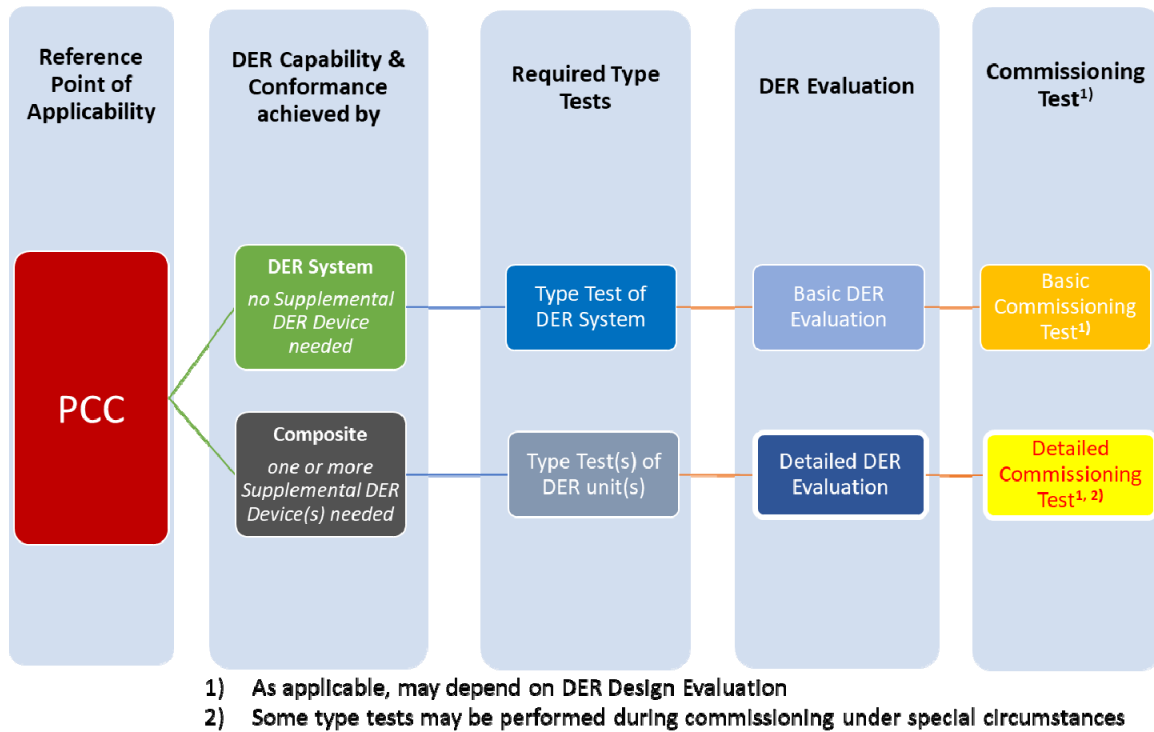 Reference
Point of
Applicability
DER Capability &
Conformance
achieved by
Required Type
Tests
DER Evaluation
Commissioning
Test1)
PCC
DER System
no Supplemental
DER Device
needed
Type Test of
DER System
Basic DER
Evaluation
Basic
Commissioning
Test1)
Composite
one or more
Supplemental DER
Device(s) needed
Type Test(s) of
DER unit(s)
Detailed DER
Evaluation
Detailed
Commissioning
Test1, 2)
1) As applicable, may depend on DER Design Evaluation
2) Some type tests may be performed during commissioning under special circumstances